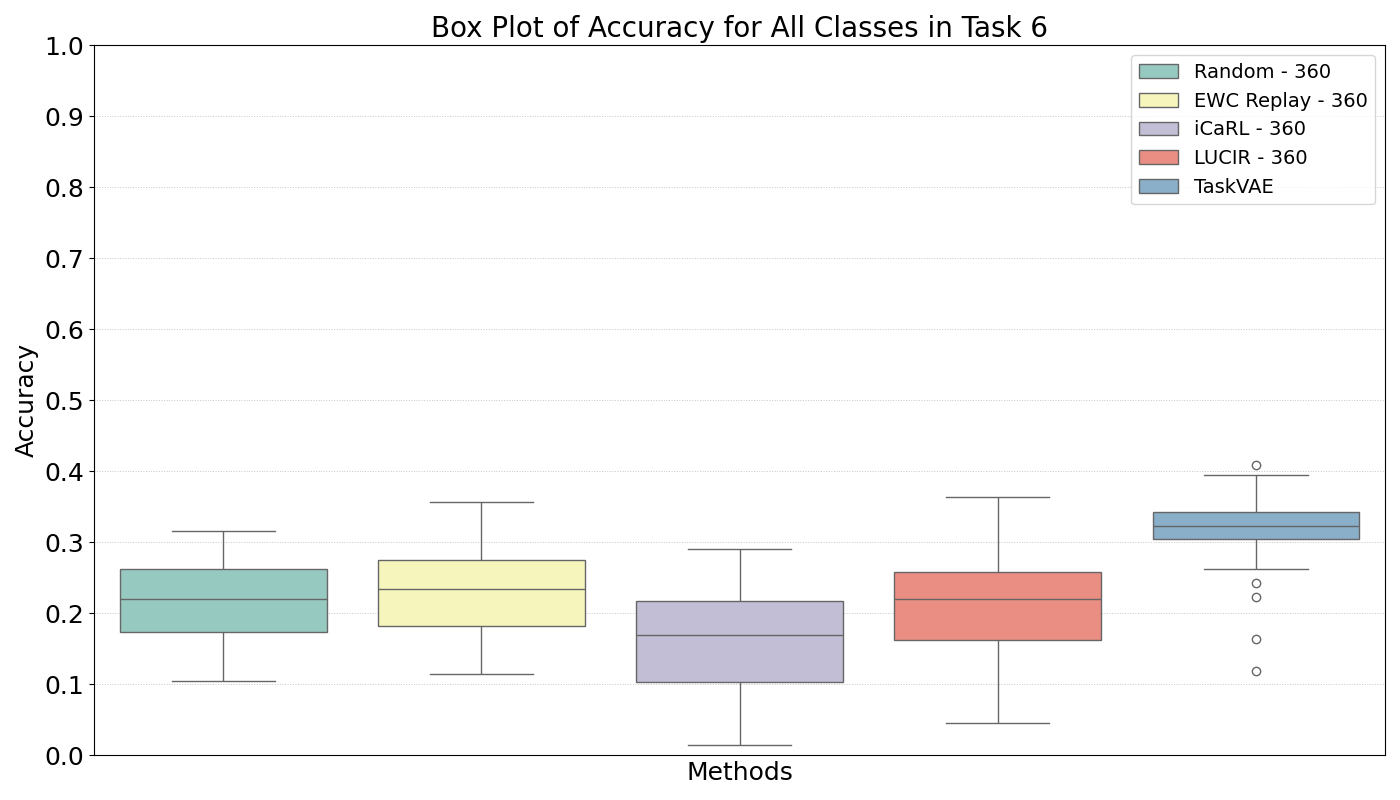 Box Plot of Accuracy for All Classes in Task 6
1.0
0.9
0.8
0.7
0.6
0.5
0.4
0.3
0.2
0.1
0.0
Accuracy
Methods
Random - 360
EWC Replay - 360
iCaRL - 360
LUCIR - 360
TaskVAE